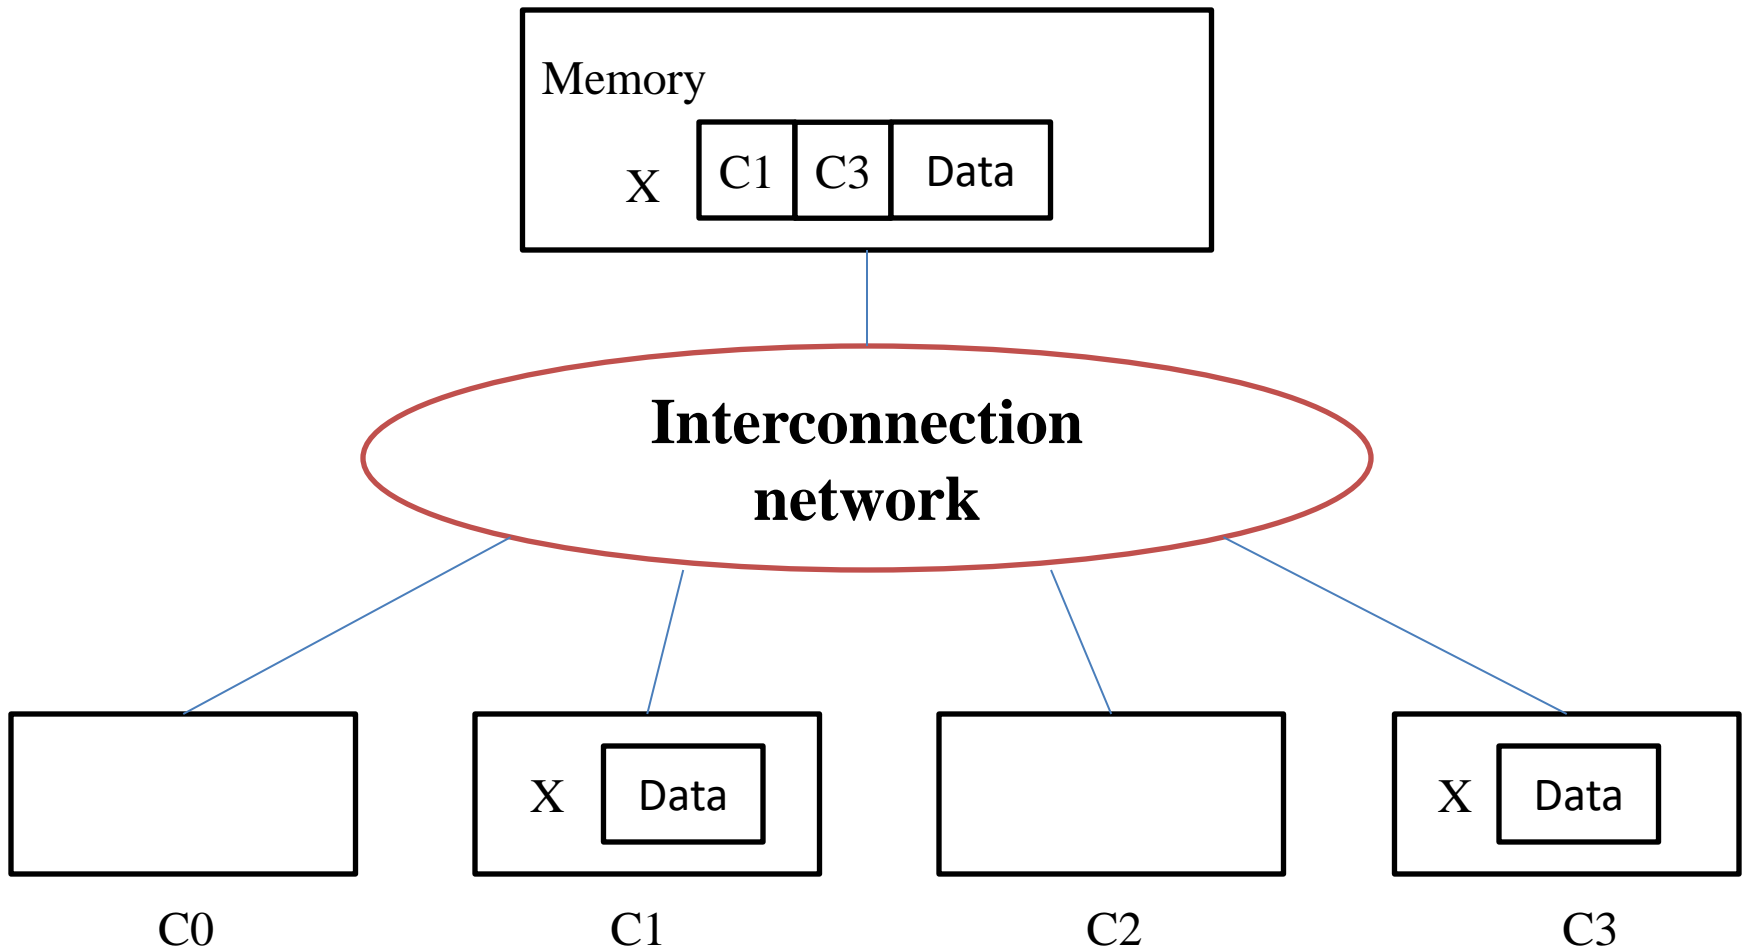 Memory
X C1 C3 Data
Interconnection
network
X Data
X Data
C0 C1 C2 C3